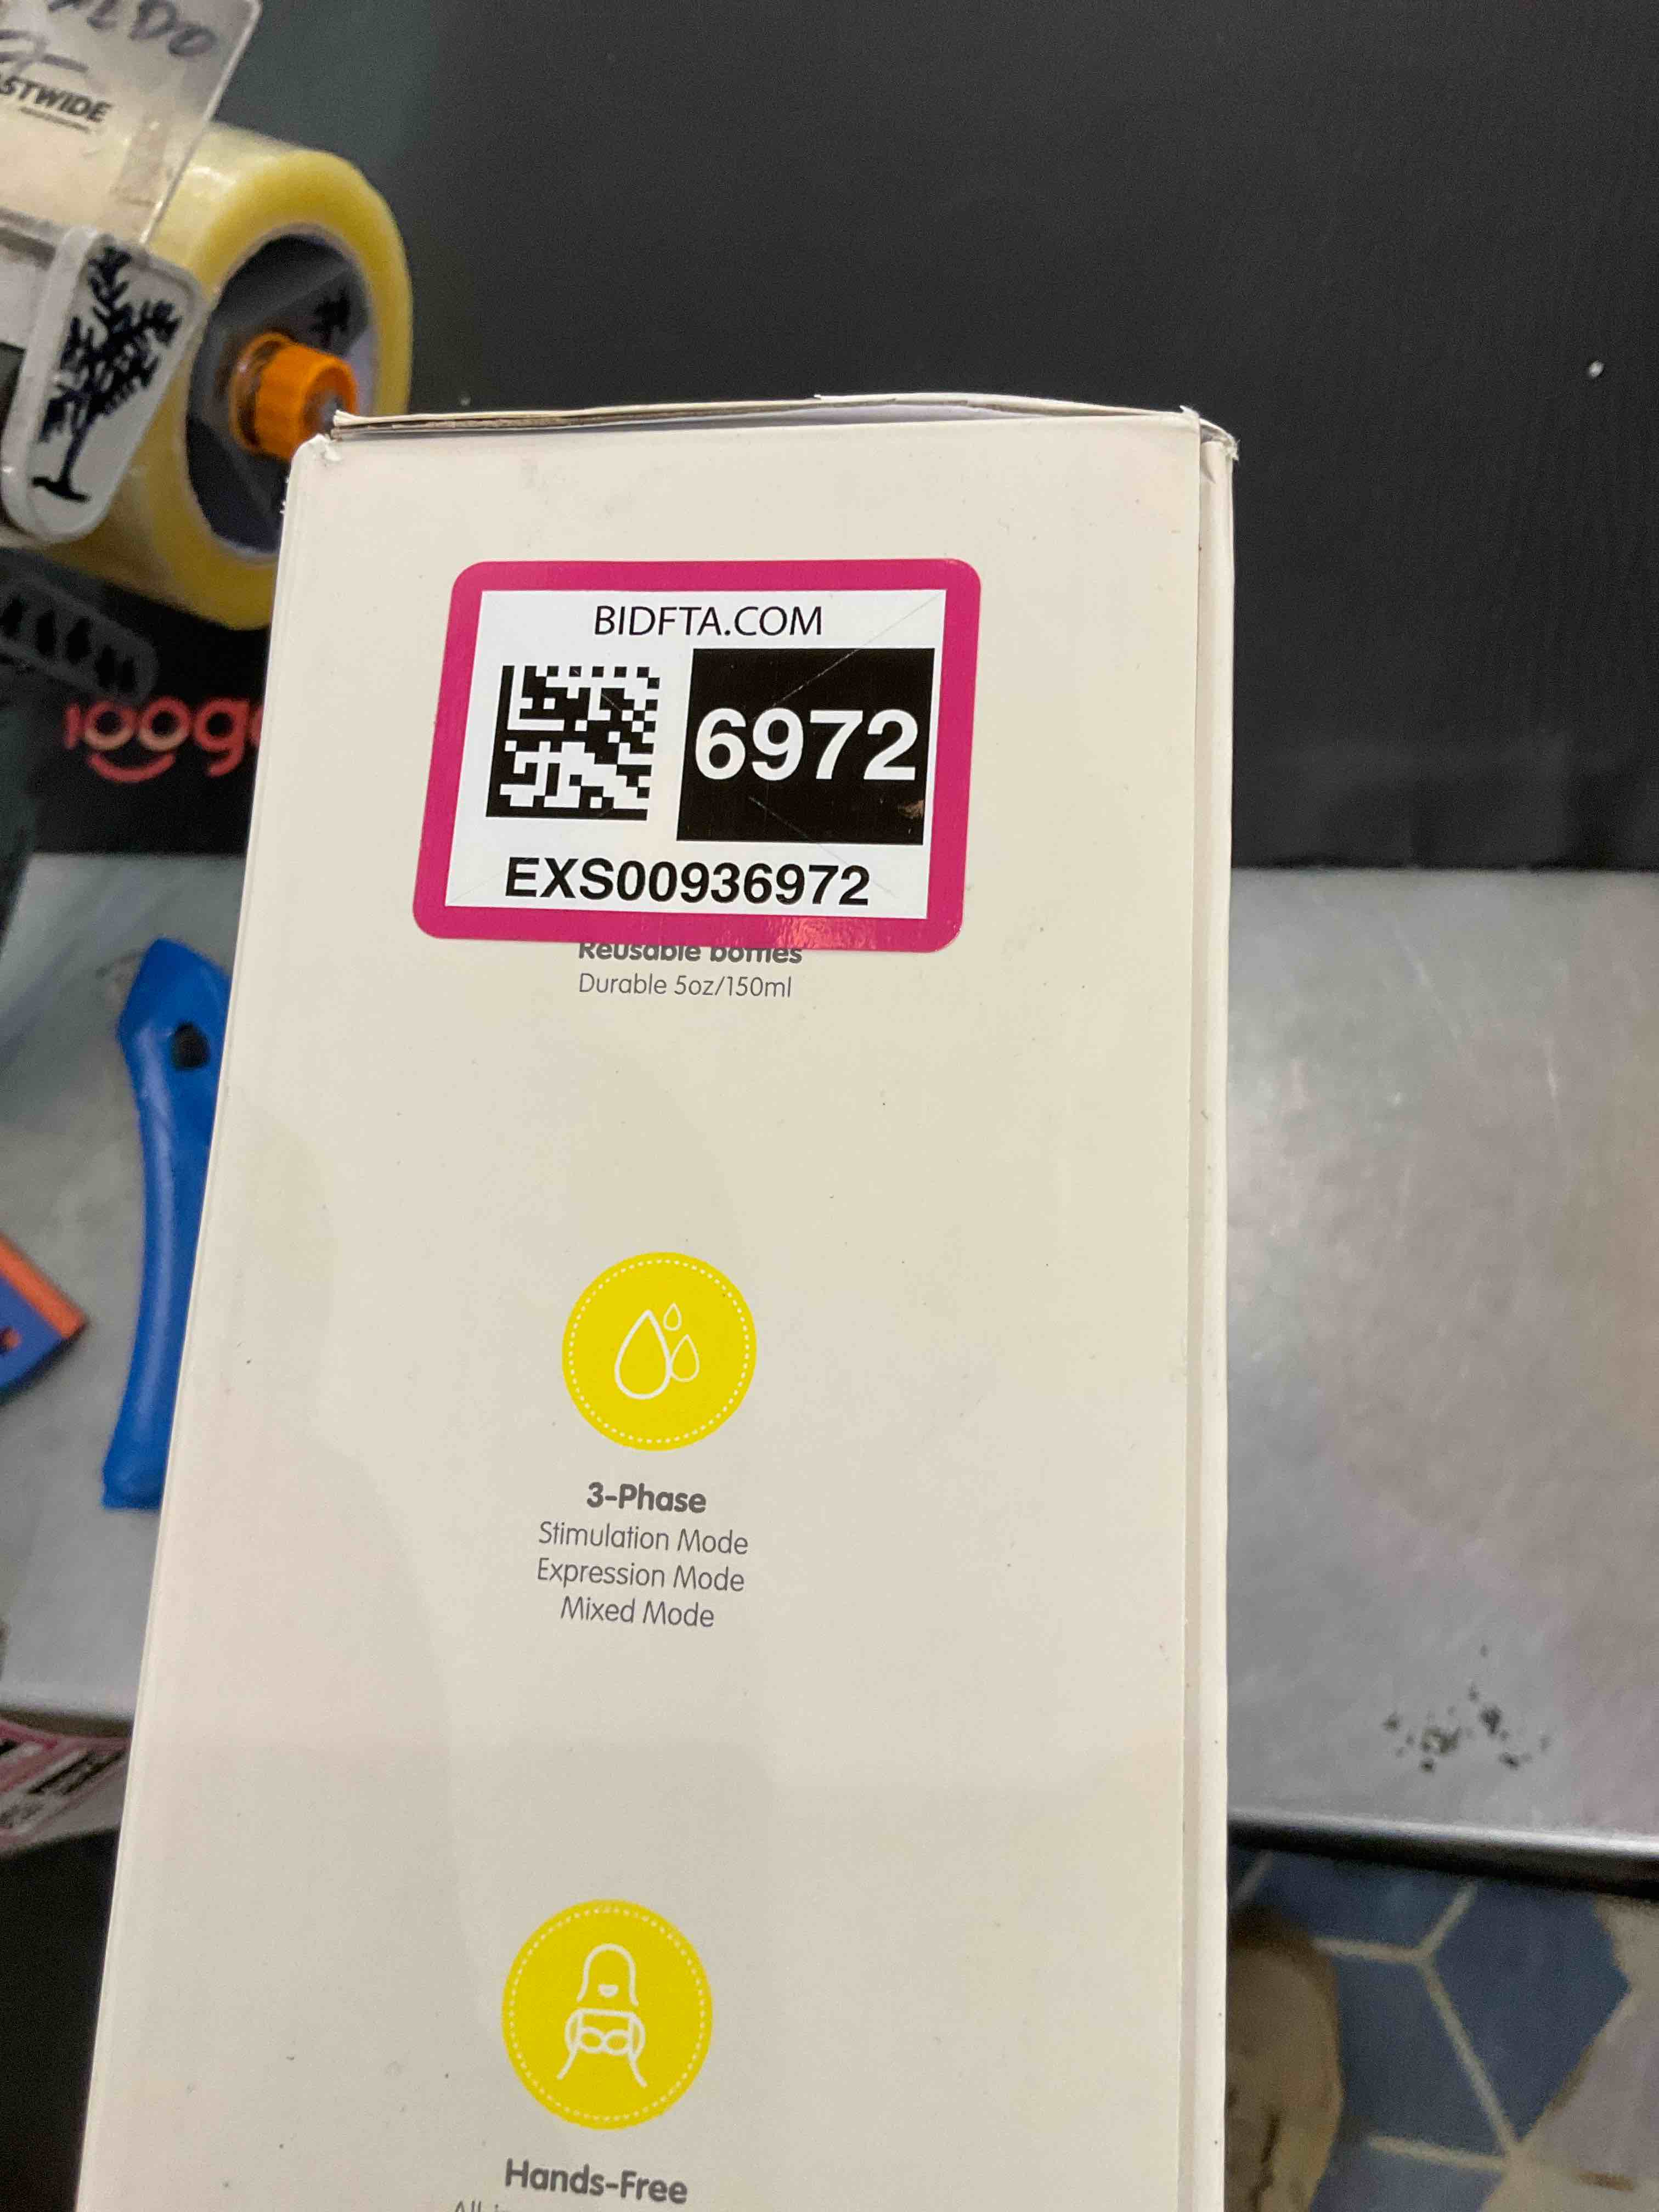 BIDFTA.COM
6972
EXS00936972
Reusable bottles
Durable 5oz/150ml
3-Phase
Stimulation Mode
Expression Mode
Mixed Mode
Hands-Free